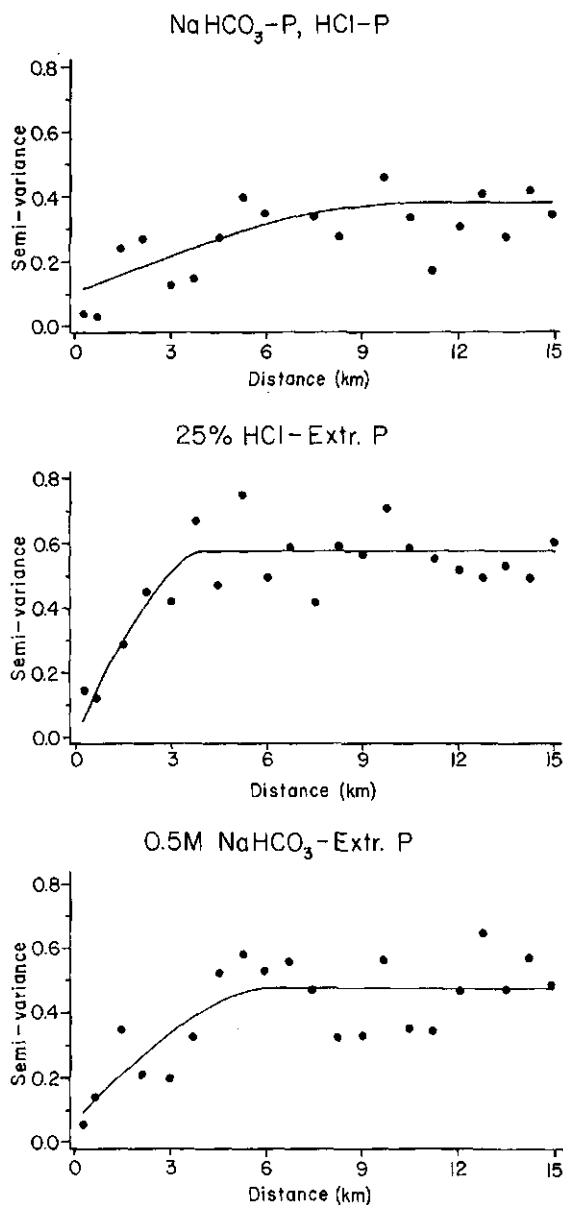 NaHCO₃-P, HCl-P
0.8
0.6
0.4
0.2
0.0
Semi-variance
0 3 6 9 12 15
Distance (km)
25% HCl-Extr. P
0.8
0.6
0.4
0.2
0.0
Semi-variance
0 3 6 9 12 15
Distance (km)
0.5M NaHCO₃-Extr. P
0.8
0.6
0.4
0.2
0.0
Semi-variance
0 3 6 9 12 15
Distance (km)